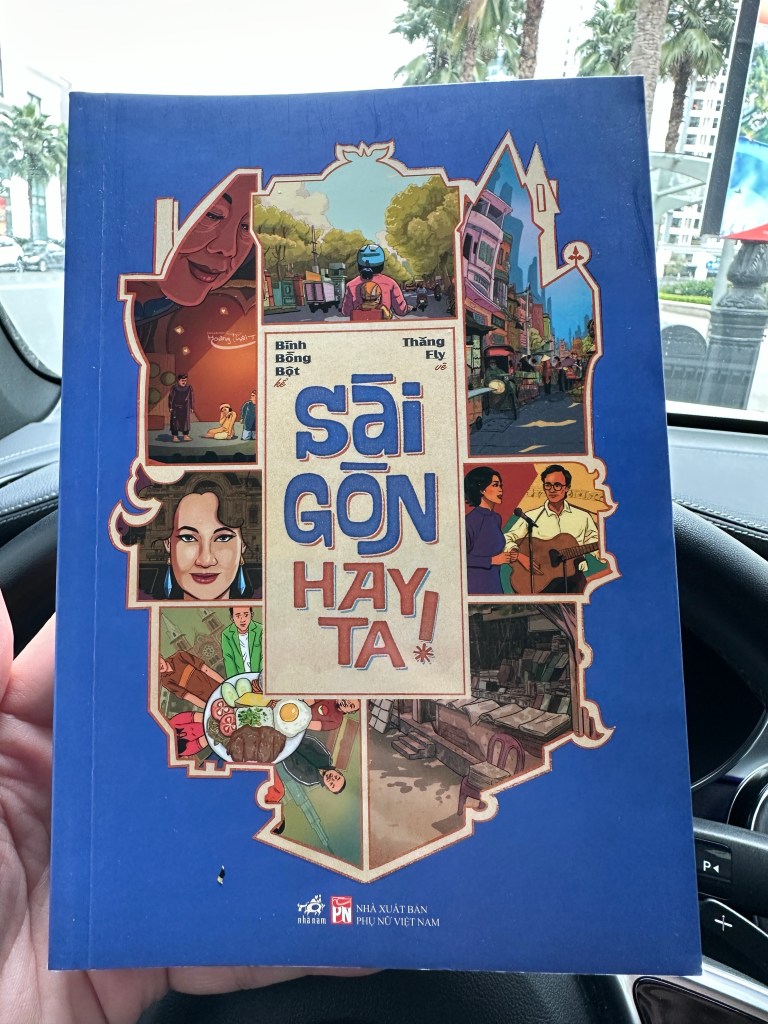 Bình
Bồng
Bột
kể
Thăng
Fly
vẽ
SÀI
GÒN
HAY
TA!
nhã nam
PN
NHÀ XUẤT BẢN
PHỤ NỮ VIỆT NAM
P
+